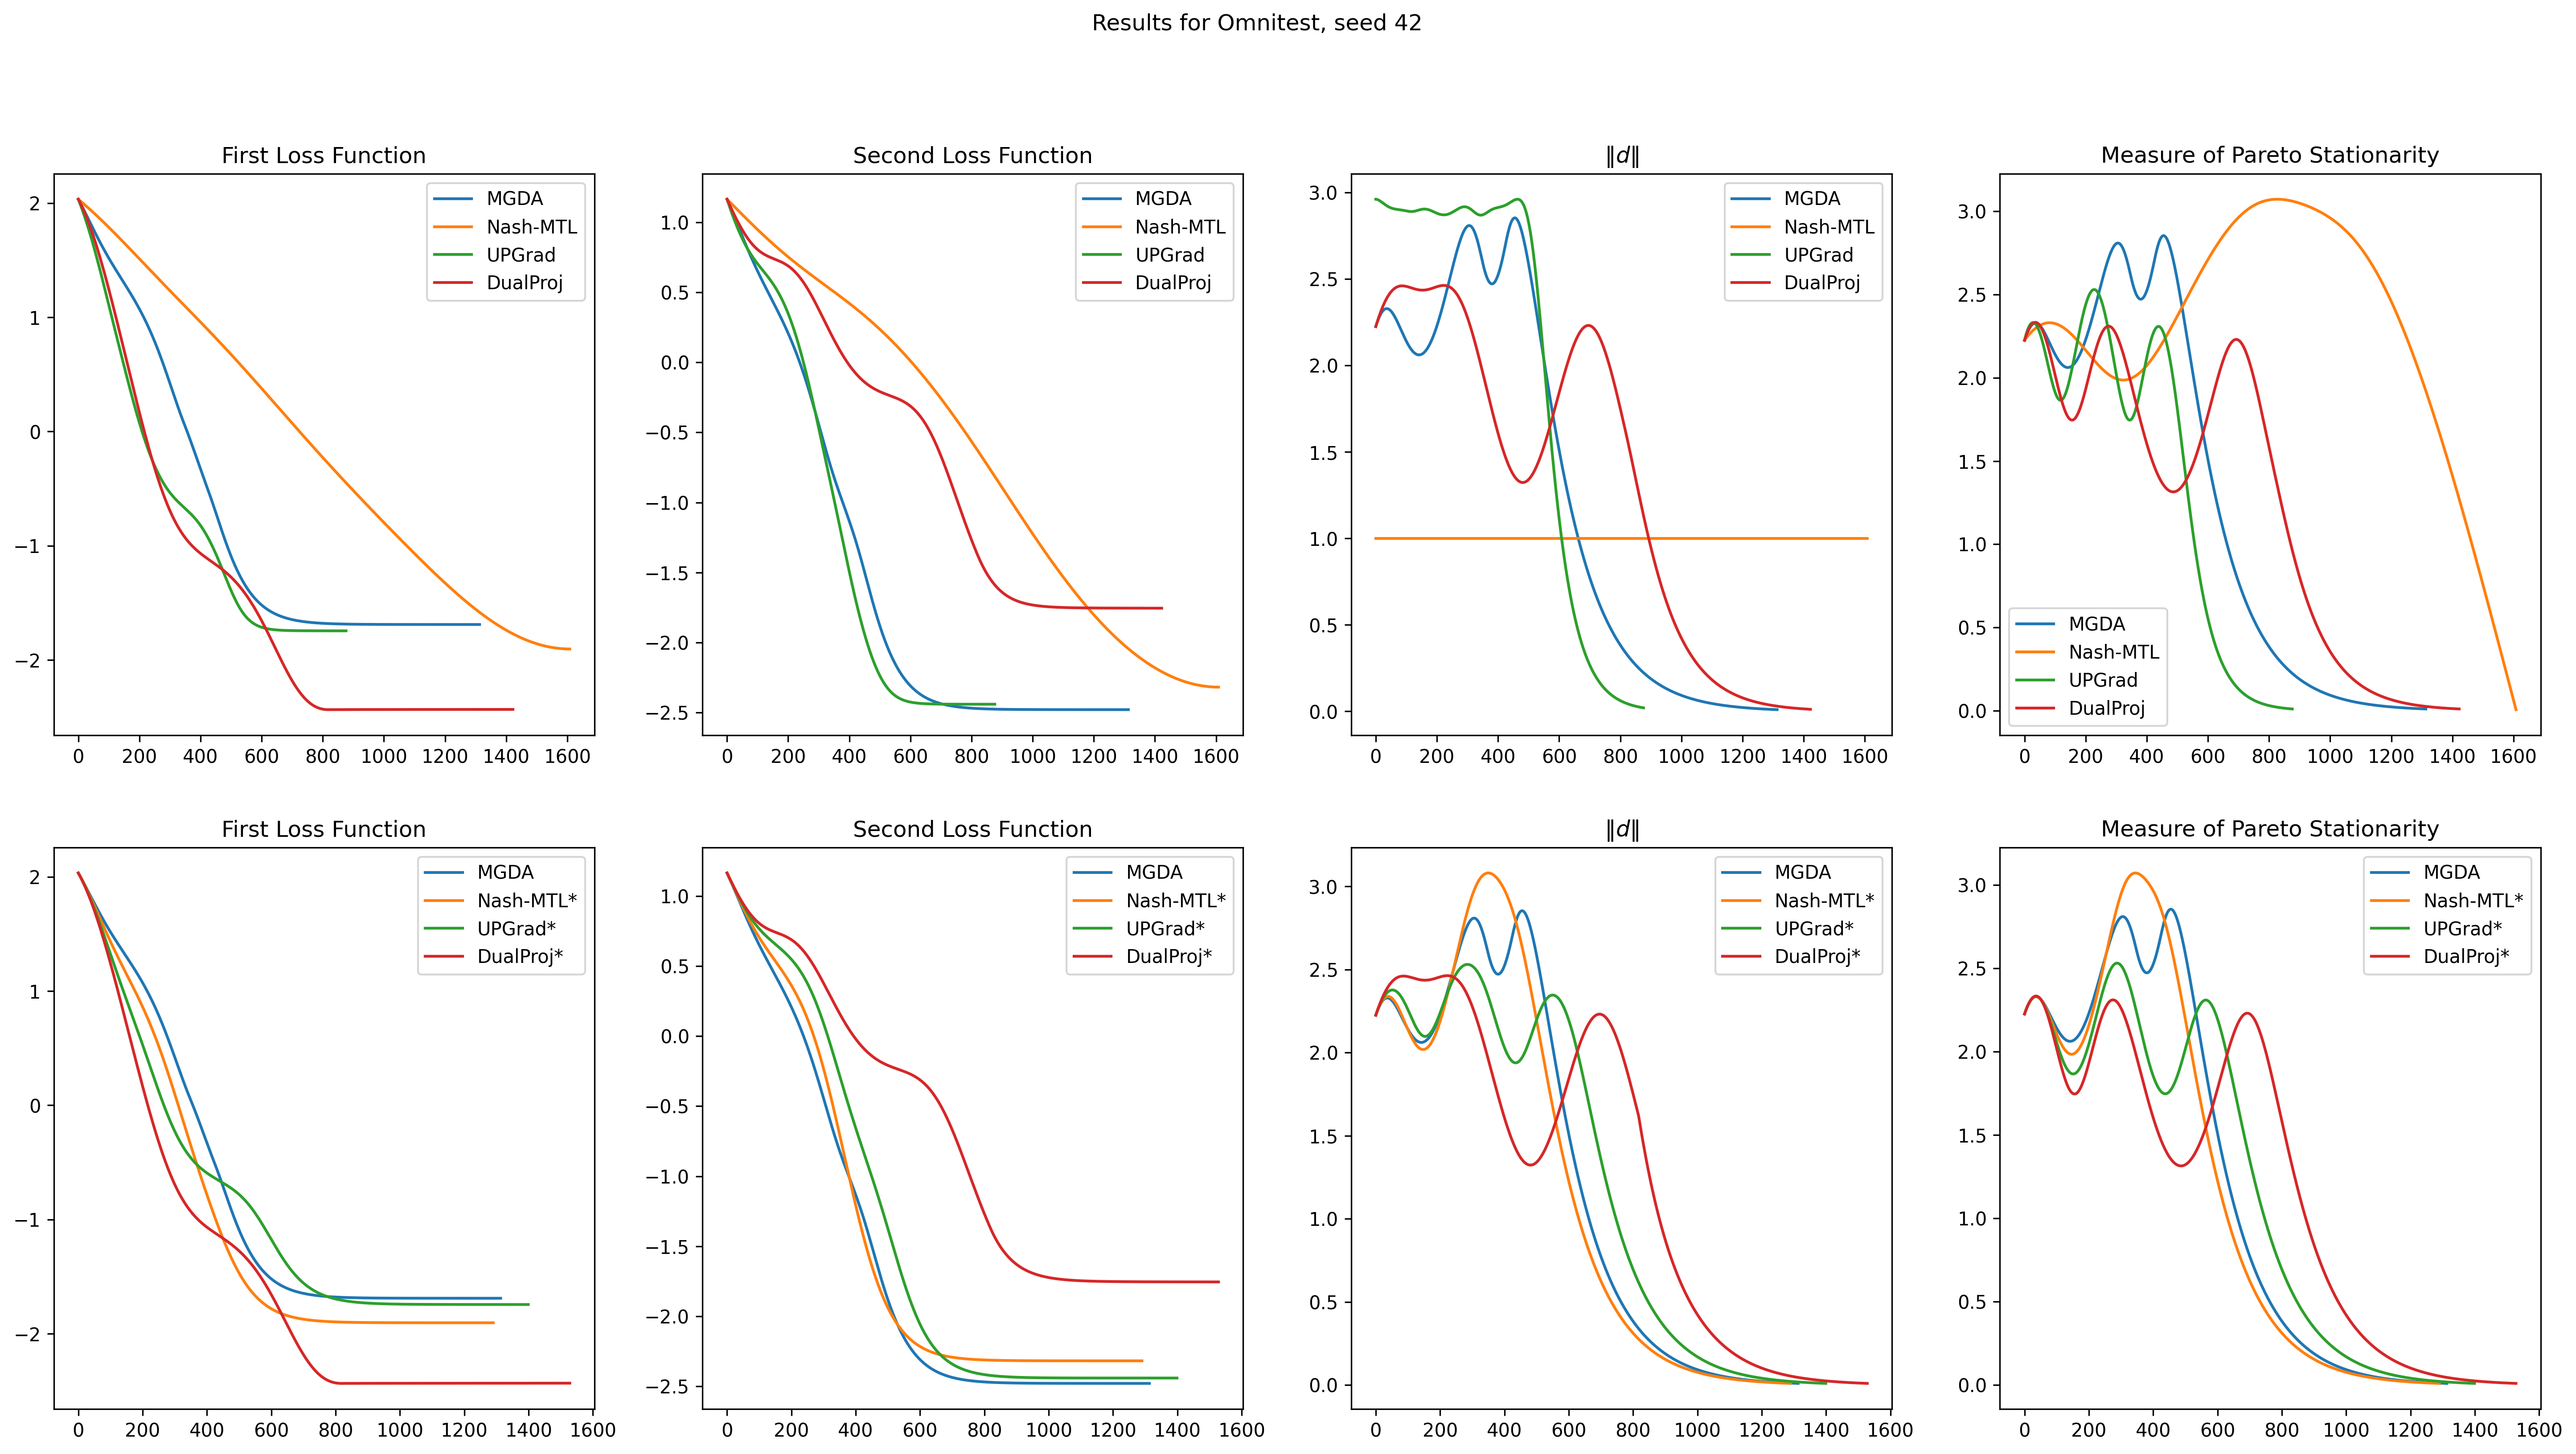 Results for Omnitest, seed 42
First Loss Function
2
1
0
−1
−2
0 200 400 600 800 1000 1200 1400 1600
MGDA
Nash-MTL
UPGrad
DualProj
Second Loss Function
1.0
0.5
0.0
−0.5
−1.0
−1.5
−2.0
−2.5
0 200 400 600 800 1000 1200 1400 1600
MGDA
Nash-MTL
UPGrad
DualProj
‖d‖
3.0
2.5
2.0
1.5
1.0
0.5
0.0
0 200 400 600 800 1000 1200 1400 1600
MGDA
Nash-MTL
UPGrad
DualProj
Measure of Pareto Stationarity
3.0
2.5
2.0
1.5
1.0
0.5
0.0
0 200 400 600 800 1000 1200 1400 1600
MGDA
Nash-MTL
UPGrad
DualProj
First Loss Function
2
1
0
−1
−2
0 200 400 600 800 1000 1200 1400 1600
MGDA
Nash-MTL*
UPGrad*
DualProj*
Second Loss Function
1.0
0.5
0.0
−0.5
−1.0
−1.5
−2.0
−2.5
0 200 400 600 800 1000 1200 1400 1600
MGDA
Nash-MTL*
UPGrad*
DualProj*
‖d‖
3.0
2.5
2.0
1.5
1.0
0.5
0.0
0 200 400 600 800 1000 1200 1400 1600
MGDA
Nash-MTL*
UPGrad*
DualProj*
Measure of Pareto Stationarity
3.0
2.5
2.0
1.5
1.0
0.5
0.0
0 200 400 600 800 1000 1200 1400 1600
MGDA
Nash-MTL*
UPGrad*
DualProj*